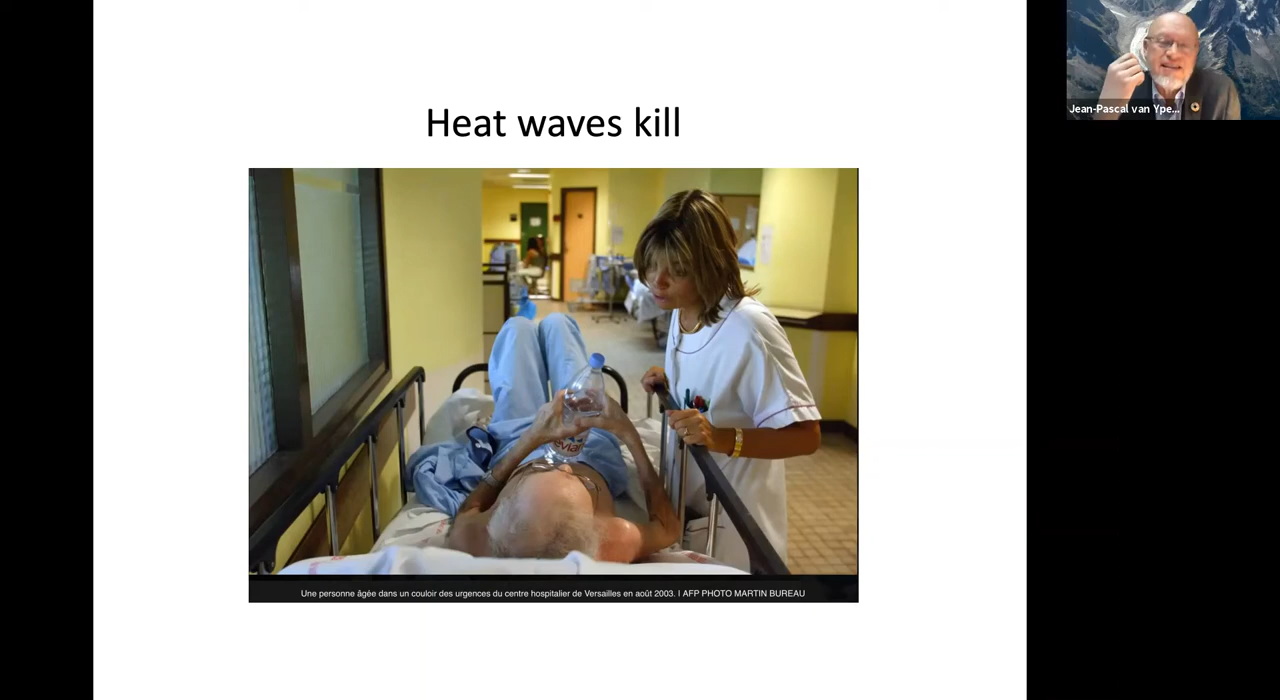 Heat waves kill
Jean-Pascal van Ype...
evian
Une personne âgée dans un couloir des urgences du centre hospitalier de Versailles en août 2003. I AFP PHOTO MARTIN BUREAU